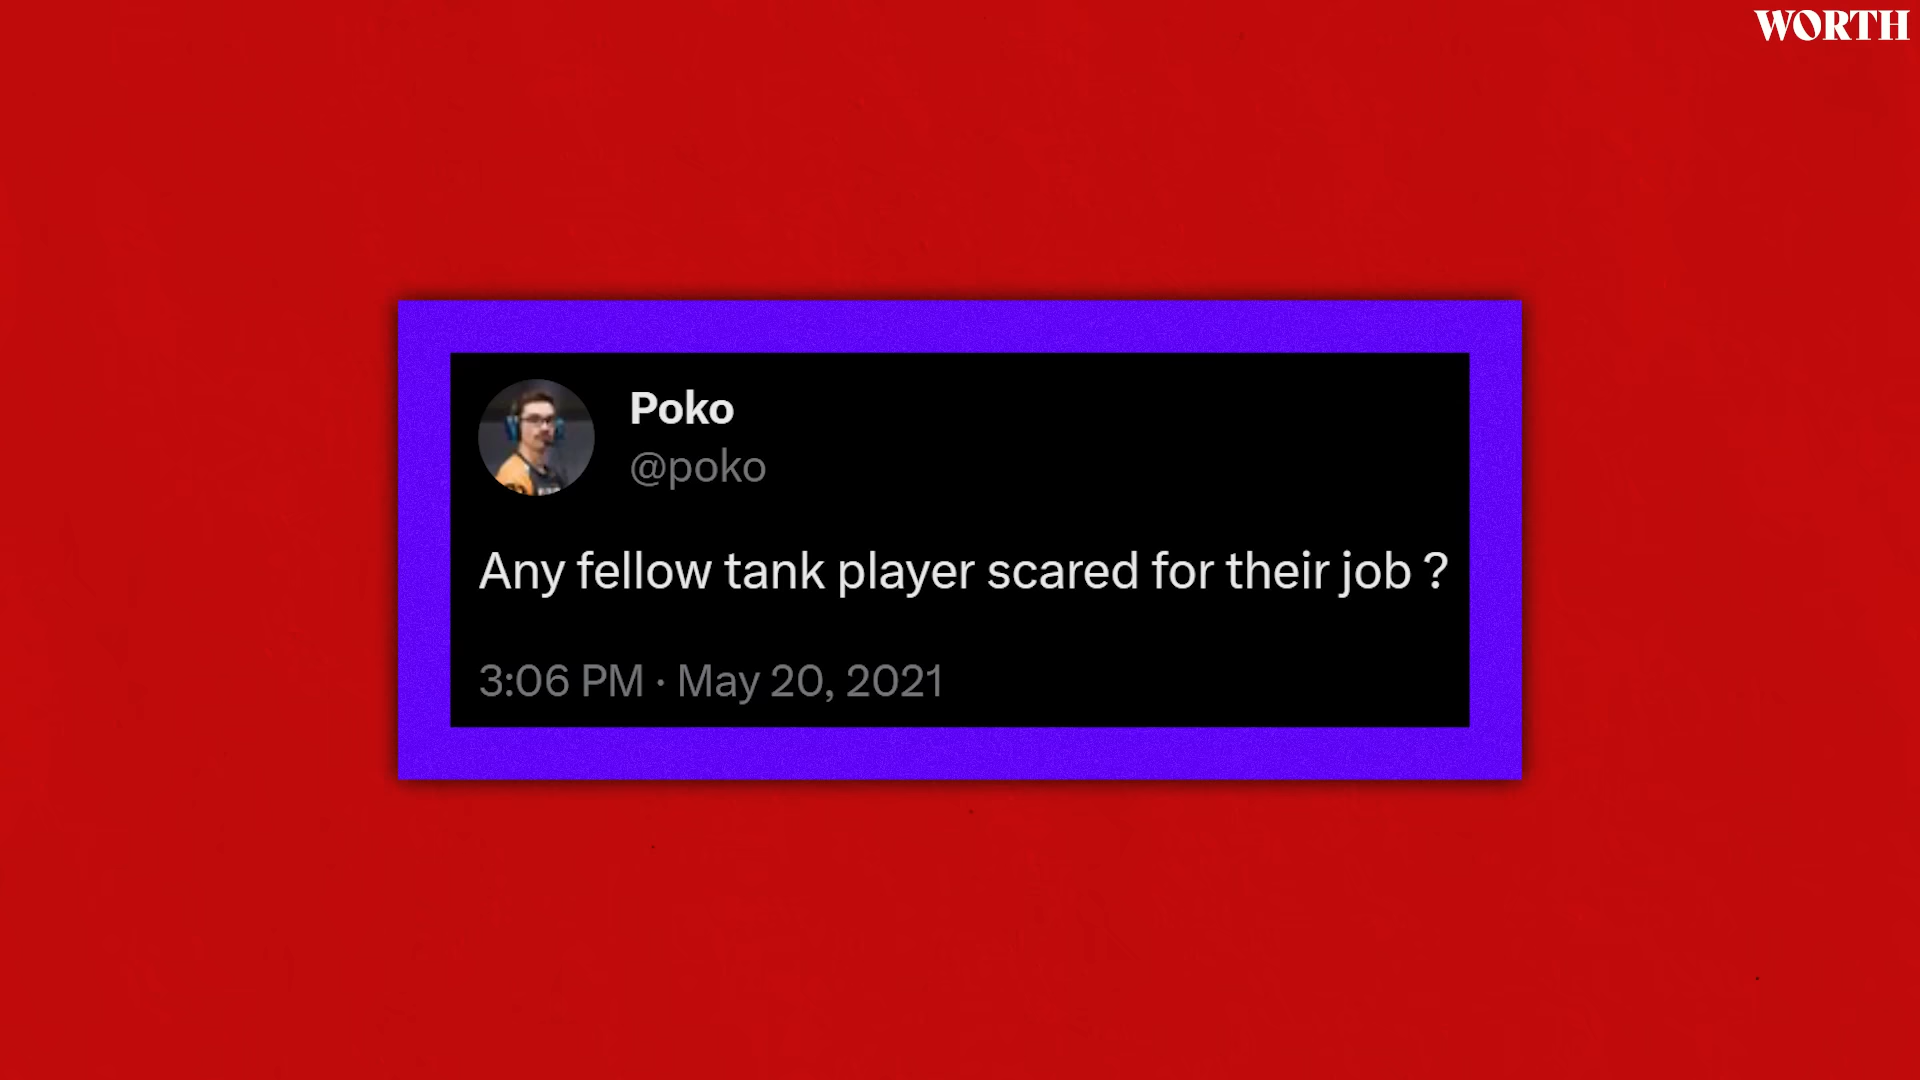 WORTH
Poko
@poko
Any fellow tank player scared for their job ?
3:06 PM · May 20, 2021